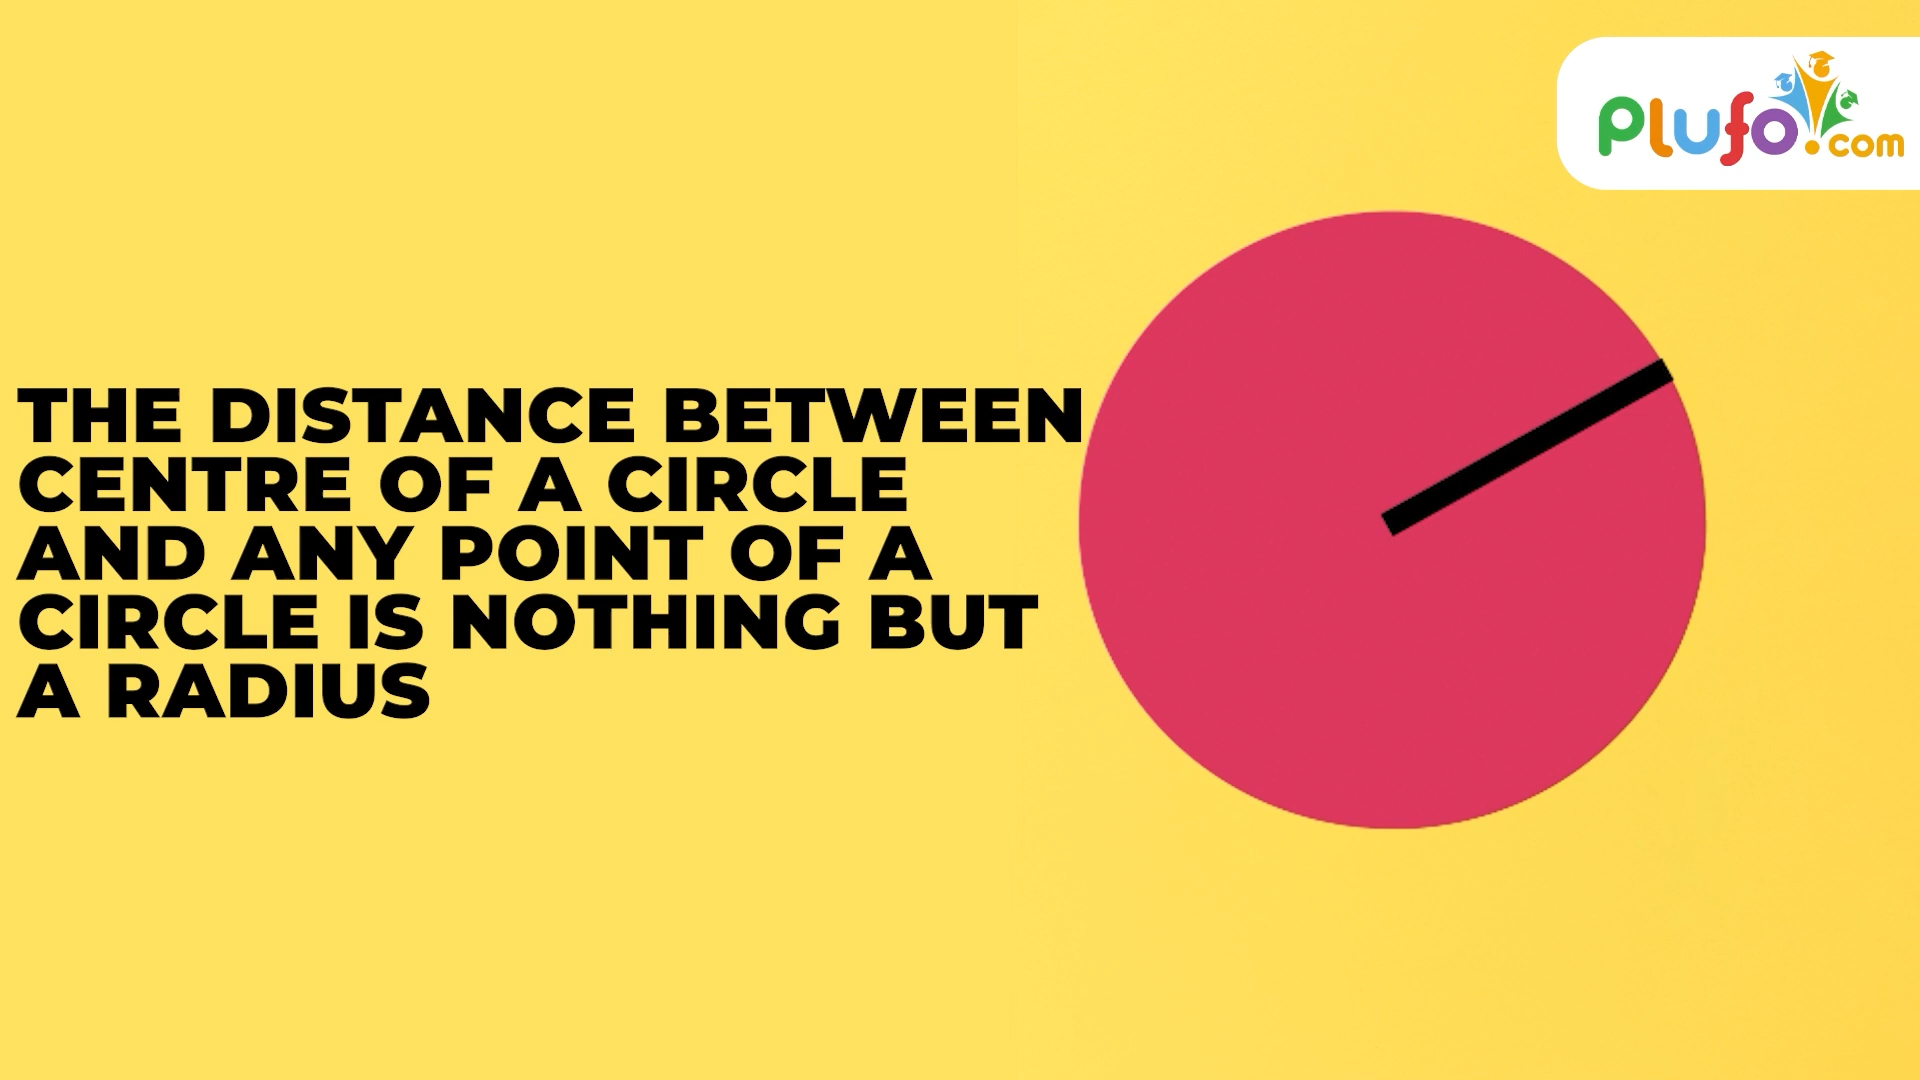 plufo.com
THE DISTANCE BETWEEN
CENTRE OF A CIRCLE
AND ANY POINT OF A
CIRCLE IS NOTHING BUT
A RADIUS